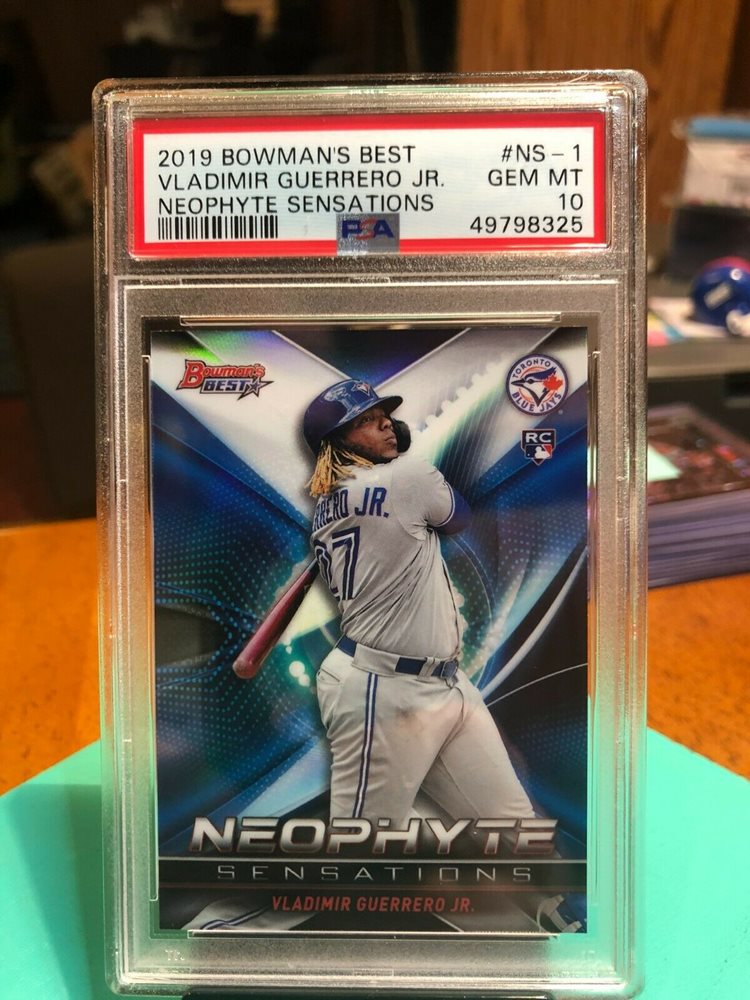 2019 BOWMAN'S BEST #NS-1
VLADIMIR GUERRERO JR. GEM MT
NEOPHYTE SENSATIONS 10
PSA 49798325
Bowman's
BEST
TORONTO
BLUE JAYS
RC
RRERO JR.
27
NEOPHYTE
SENSATIONS
VLADIMIR GUERRERO JR.